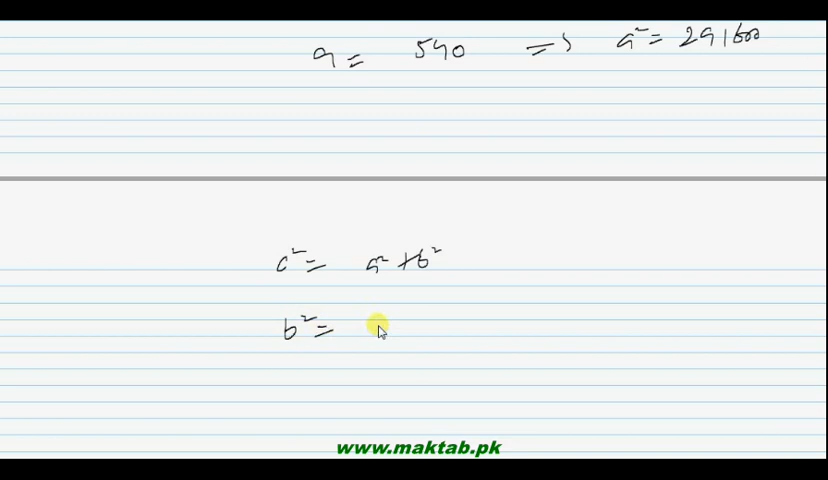 a = 540 => a² = 291600
c² = a² + b²
b² =
www.maktab.pk